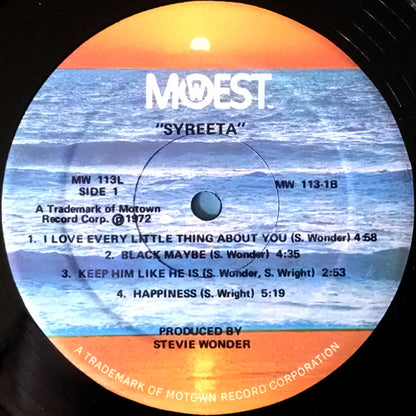 MOWEST
"SYREETA"
MW 113L
SIDE 1
MW 113-1B
A Trademark of Motown
Record Corp. ℗1972
1. I LOVE EVERY LITTLE THING ABOUT YOU (S. Wonder) 4:58
2. BLACK MAYBE (S. Wonder) 4:35
3. KEEP HIM LIKE HE IS (S. Wonder, S. Wright) 2:53
4. HAPPINESS (S. Wright) 5:19
PRODUCED BY
STEVIE WONDER
A TRADEMARK OF MOTOWN RECORD CORPORATION